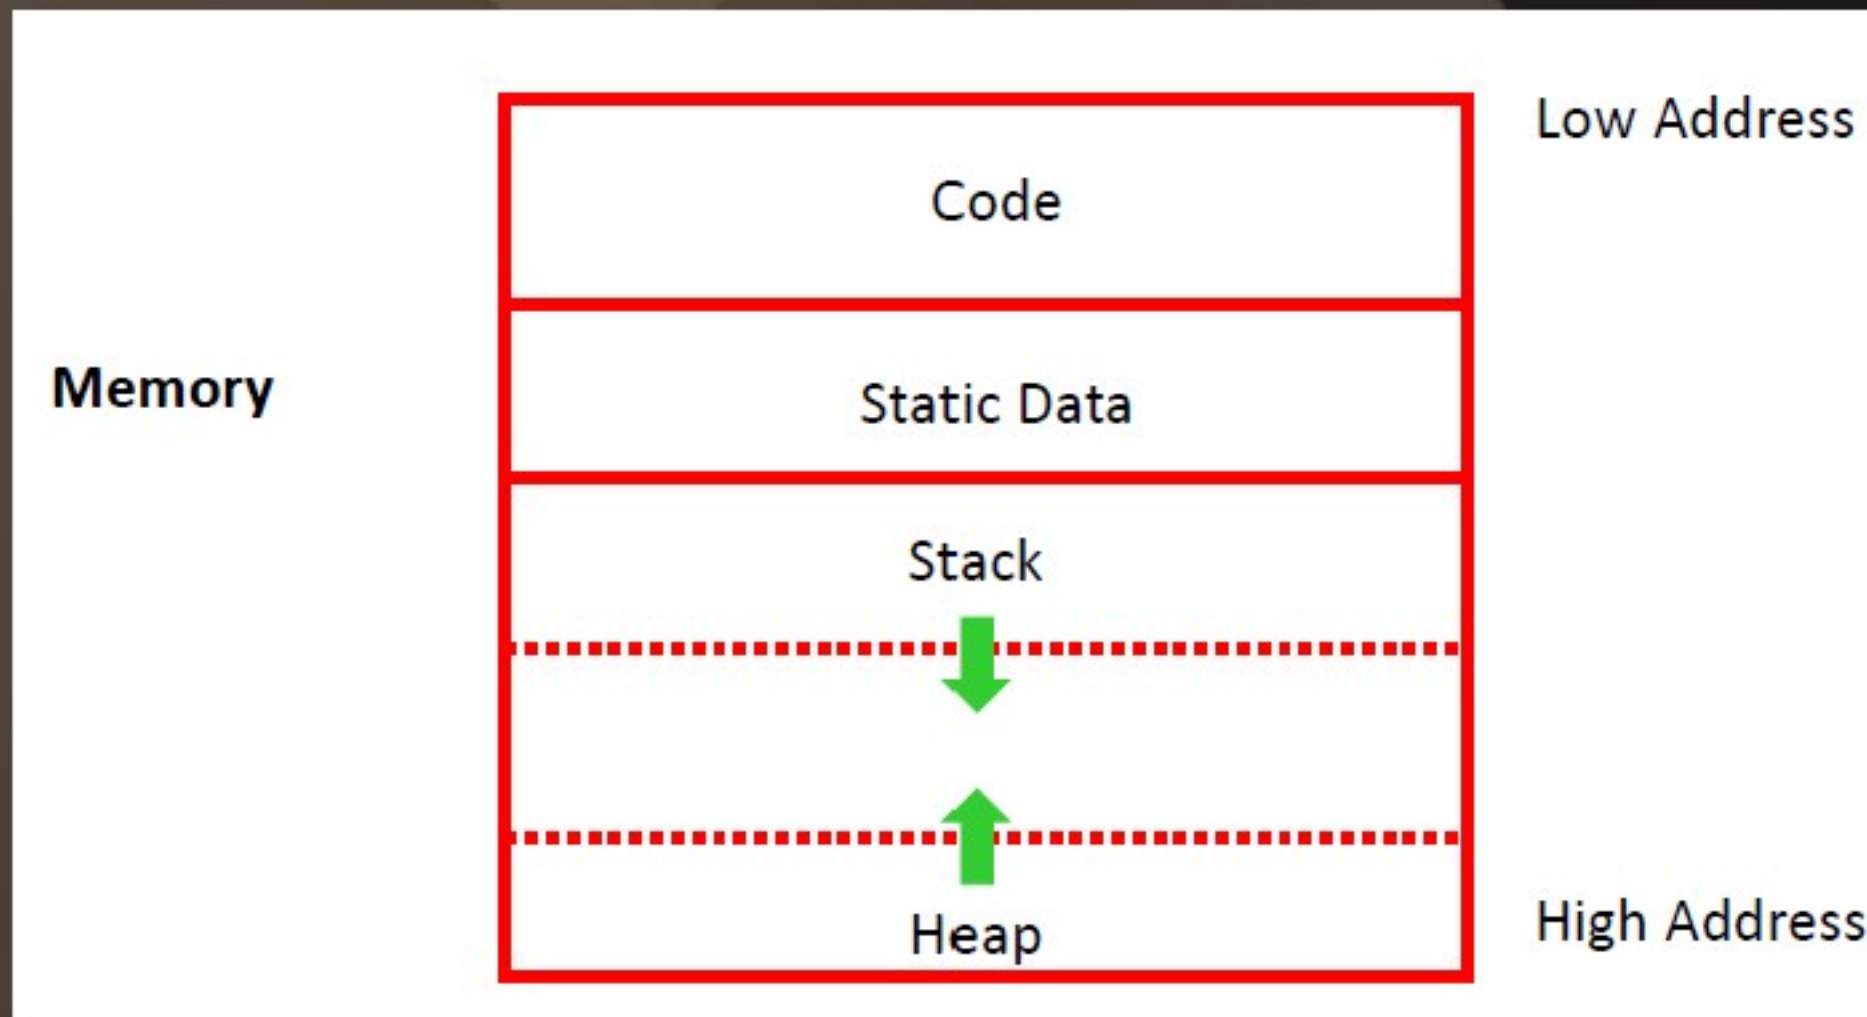 Low Address
Code
Memory
Static Data
Stack
Heap
High Address